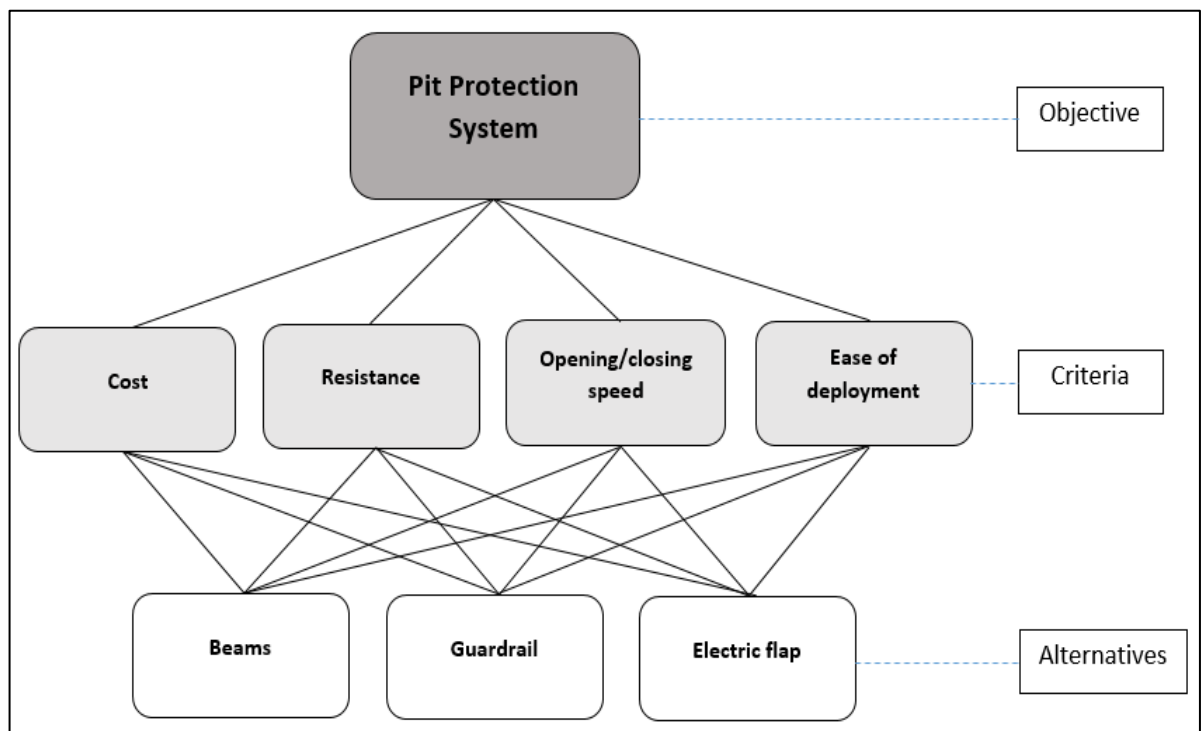 Pit Protection
System
Objective
Cost
Resistance
Opening/closing
speed
Ease of
deployment
Criteria
Beams
Guardrail
Electric flap
Alternatives